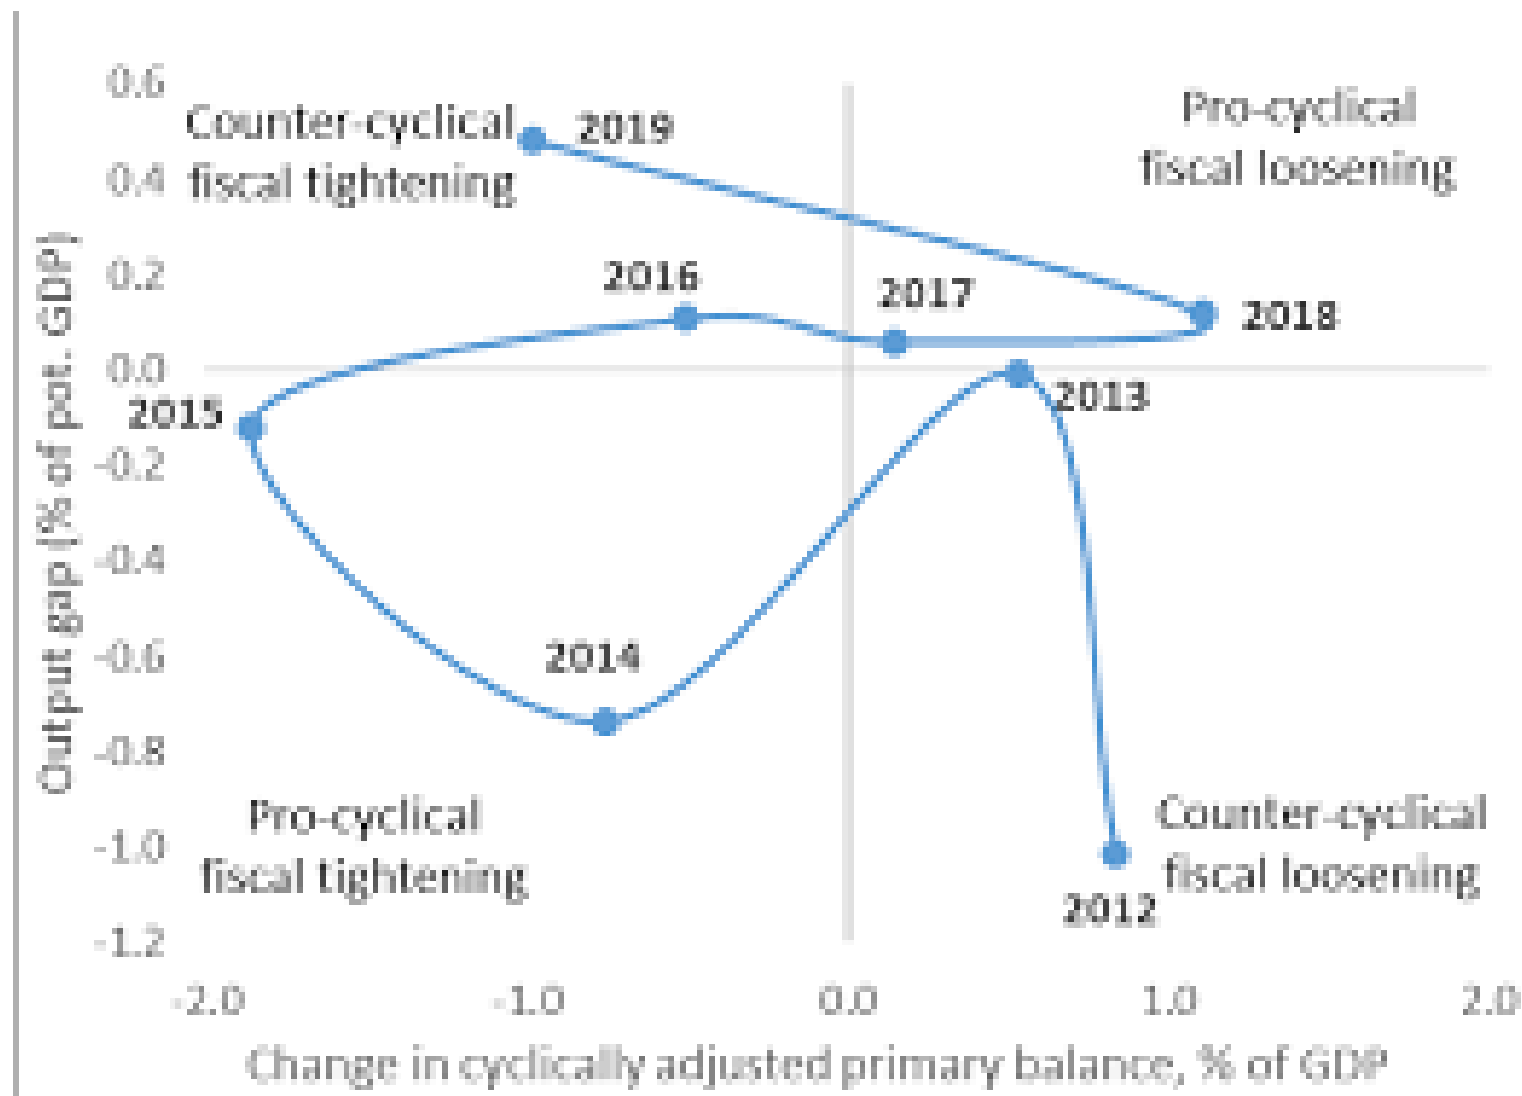 0.6
0.4
0.2
0.0
-0.2
-0.4
-0.6
-0.8
-1.0
-1.2
Output gap (% of pot. GDP)
Counter-cyclical
fiscal tightening
Pro-cyclical
fiscal loosening
2019
2016
2017
2018
2015
2013
2014
Pro-cyclical
fiscal tightening
Counter-cyclical
fiscal loosening
2012
-2.0 -1.0 0.0 1.0 2.0
Change in cyclically adjusted primary balance, % of GDP